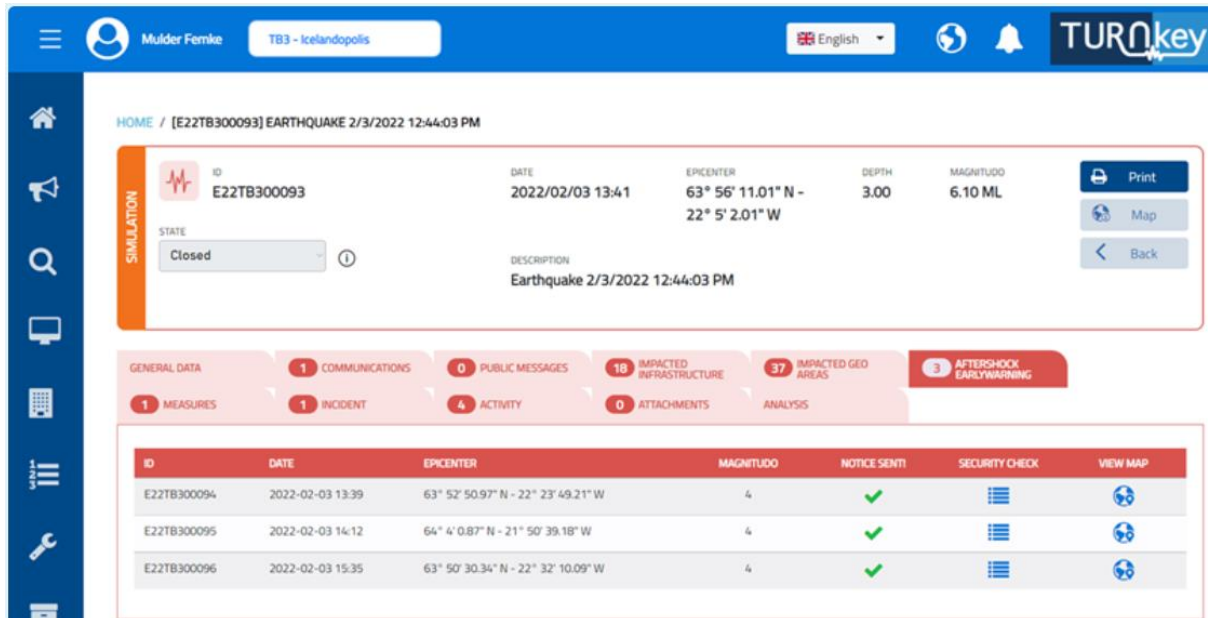 Mulder Femke
TB3 - Icelandopolis
English
TURNkey
HOME / [E22TB300093] EARTHQUAKE 2/3/2022 12:44:03 PM
SIMULATION
ID
E22TB300093
DATE
2022/02/03 13:41
EPICENTER
63° 56' 11.01" N -
22° 5' 2.01" W
DEPTH
3.00
MAGNITUDO
6.10 ML
Print
Map
Back
STATE
Closed
DESCRIPTION
Earthquake 2/3/2022 12:44:03 PM
GENERAL DATA
1 COMMUNICATIONS
0 PUBLIC MESSAGES
18 IMPACTED
INFRASTRUCTURE
37 IMPACTED GEO
AREAS
3 AFTERSHOCK
EARLYWARNING
1 MEASURES
1 INCIDENT
4 ACTIVITY
0 ATTACHMENTS
ANALYSIS
ID DATE EPICENTER MAGNITUDO NOTICE SENTI SECURITY CHECK VIEW MAP
E22TB300094 2022-02-03 13:39 63° 52' 50.97" N - 22° 23' 49.21" W 4
E22TB300095 2022-02-03 14:12 64° 4' 0.87" N - 21° 50' 39.18" W 4
E22TB300096 2022-02-03 15:35 63° 50' 30.34" N - 22° 32' 10.09" W 4